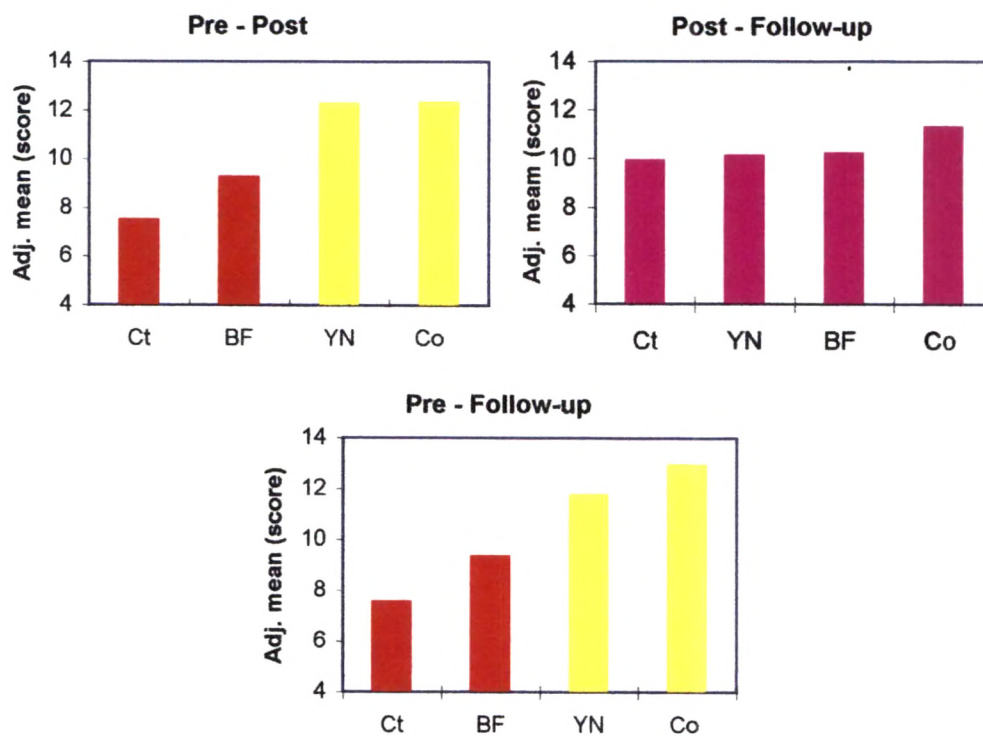 Pre - Post
Adj. mean (score)
14
12
10
8
6
4
Ct BF YN Co
Post - Follow-up
Adj. meam (score)
14
12
10
8
6
4
Ct YN BF Co
Pre - Follow-up
Adj. mean (score)
14
12
10
8
6
4
Ct BF YN Co